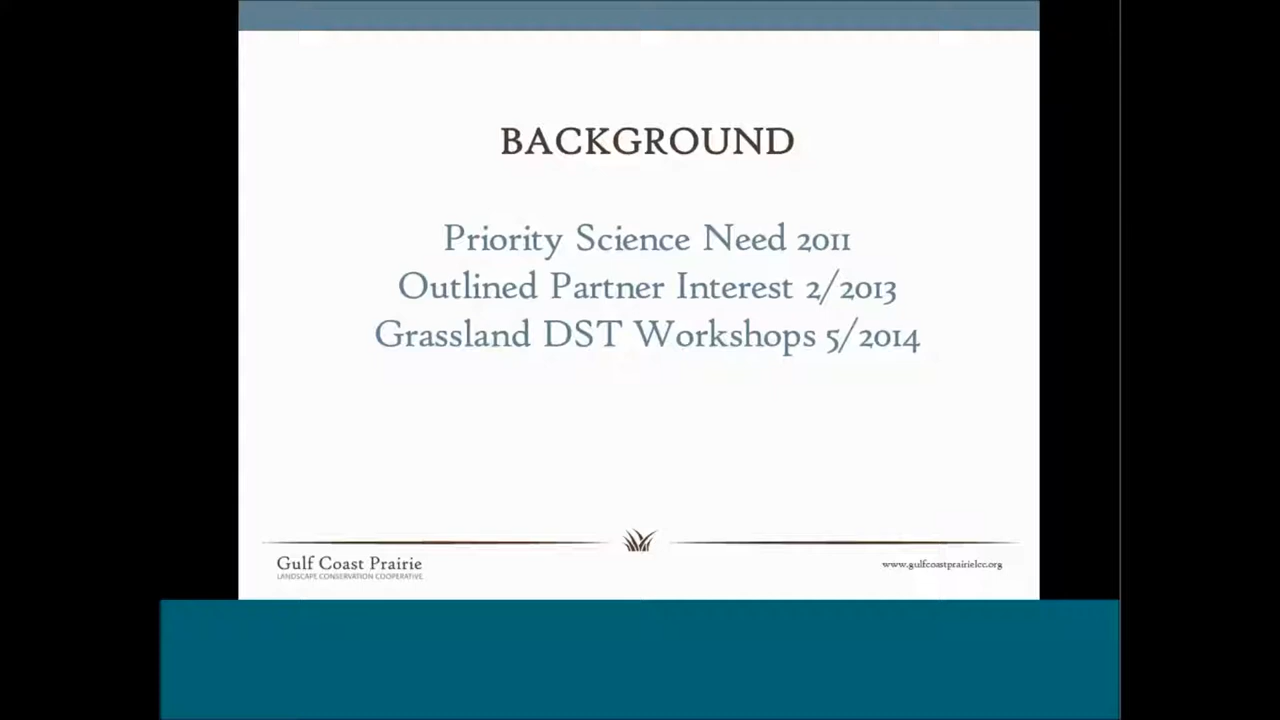 BACKGROUND
Priority Science Need 2011
Outlined Partner Interest 2/2013
Grassland DST Workshops 5/2014
Gulf Coast Prairie
LANDSCAPE CONSERVATION COOPERATIVE
www.gulfcoastprairielcc.org